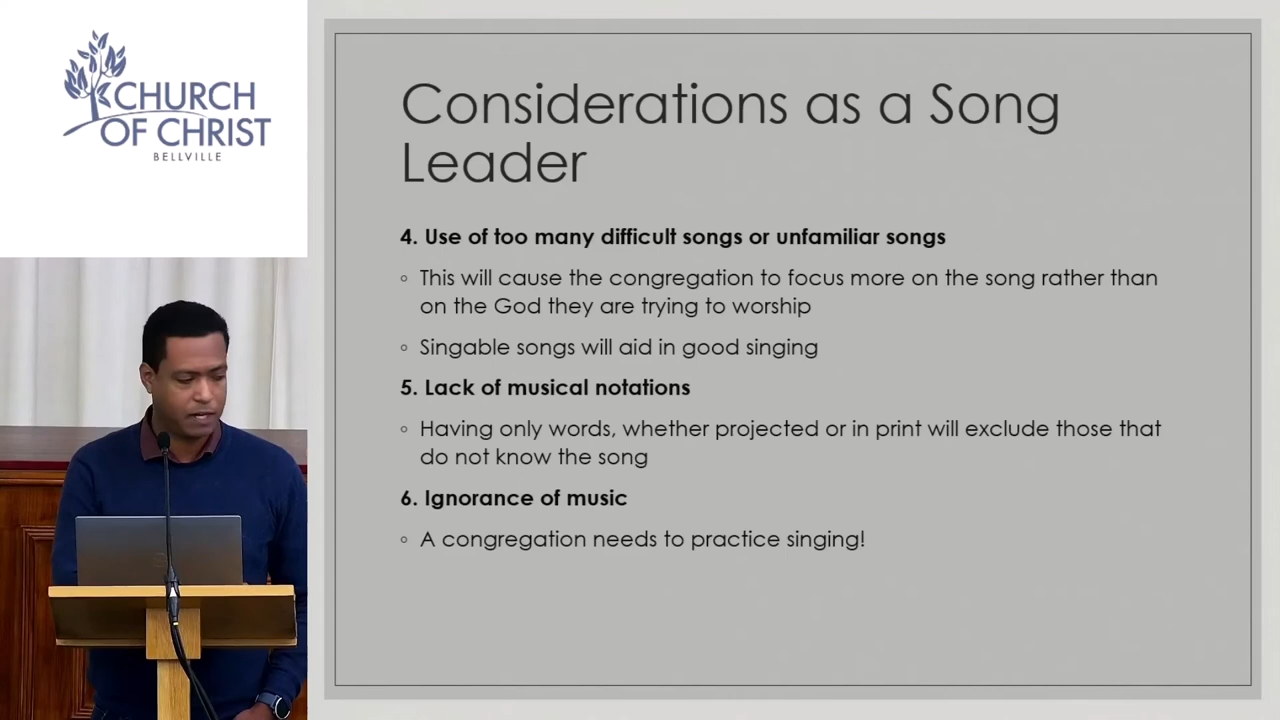 CHURCH
OF CHRIST
BELLVILLE
Considerations as a Song
Leader
4. Use of too many difficult songs or unfamiliar songs
◦ This will cause the congregation to focus more on the song rather than
on the God they are trying to worship
◦ Singable songs will aid in good singing
5. Lack of musical notations
◦ Having only words, whether projected or in print will exclude those that
do not know the song
6. Ignorance of music
◦ A congregation needs to practice singing!